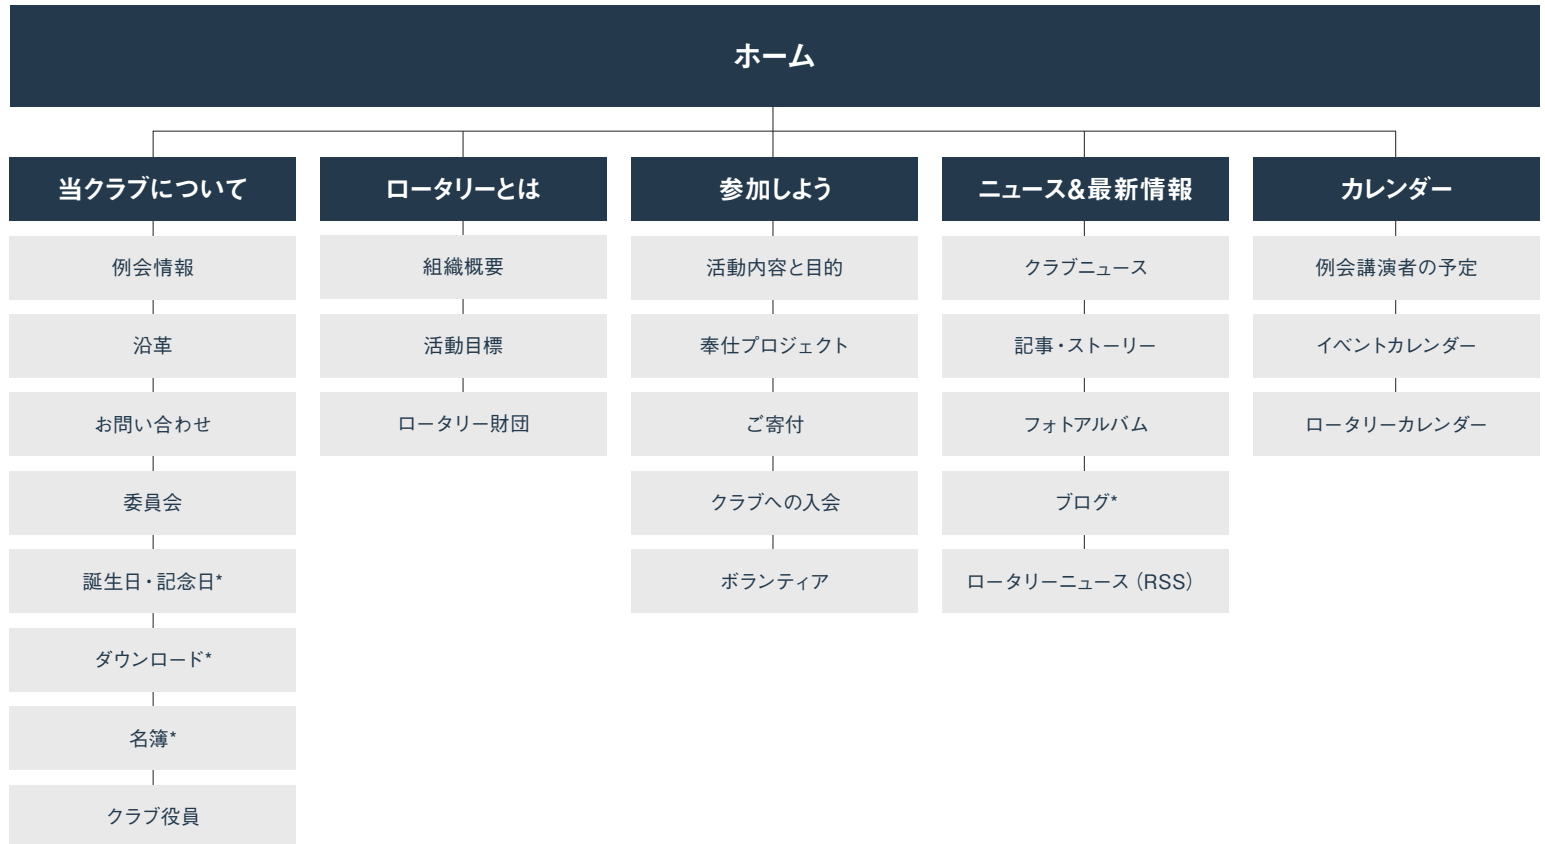 ホーム
当クラブについて
例会情報
沿革
お問い合わせ
委員会
誕生日・記念日*
ダウンロード*
名簿*
クラブ役員
ロータリーとは
組織概要
活動目標
ロータリー財団
参加しよう
活動内容と目的
奉仕プロジェクト
ご寄付
クラブへの入会
ボランティア
ニュース&最新情報
クラブニュース
記事・ストーリー
フォトアルバム
ブログ*
ロータリーニュース（RSS）
カレンダー
例会講演者の予定
イベントカレンダー
ロータリーカレンダー